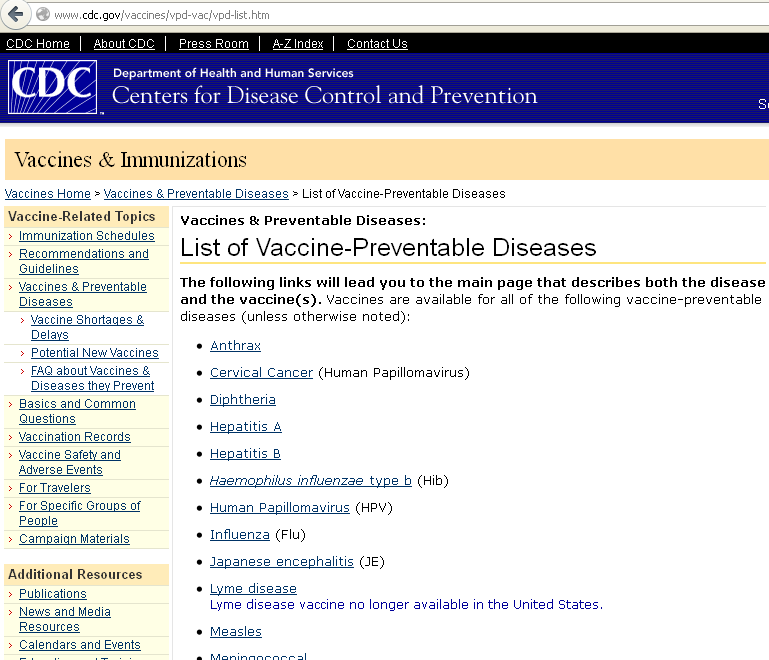 www.cdc.gov/vaccines/vpd-vac/vpd-list.htm
CDC Home | About CDC | Press Room | A-Z Index | Contact Us
CDC™
Department of Health and Human Services
Centers for Disease Control and Prevention
Vaccines & Immunizations
Vaccines Home > Vaccines & Preventable Diseases > List of Vaccine-Preventable Diseases
Vaccine-Related Topics
› Immunization Schedules
› Recommendations and
Guidelines
› Vaccines & Preventable
Diseases
› Vaccine Shortages &
Delays
› Potential New Vaccines
› FAQ about Vaccines &
Diseases they Prevent
› Basics and Common
Questions
› Vaccination Records
› Vaccine Safety and
Adverse Events
› For Travelers
› For Specific Groups of
People
› Campaign Materials
Additional Resources
› Publications
› News and Media
Resources
› Calendars and Events
Vaccines & Preventable Diseases:
List of Vaccine-Preventable Diseases
The following links will lead you to the main page that describes both the disease
and the vaccine(s). Vaccines are available for all of the following vaccine-preventable
diseases (unless otherwise noted):
• Anthrax
• Cervical Cancer (Human Papillomavirus)
• Diphtheria
• Hepatitis A
• Hepatitis B
• Haemophilus influenzae type b (Hib)
• Human Papillomavirus (HPV)
• Influenza (Flu)
• Japanese encephalitis (JE)
• Lyme disease
Lyme disease vaccine no longer available in the United States.
• Measles
• Meningococcal